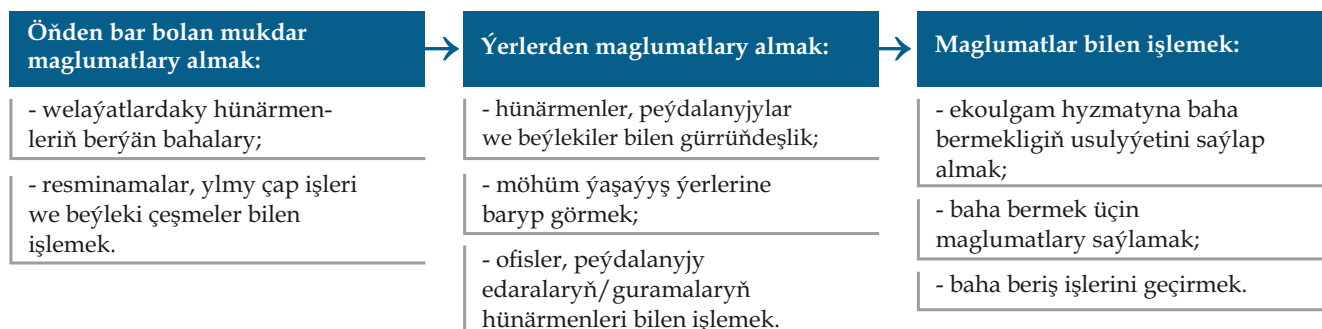 Öňden bar bolan mukdar
maglumatlary almak:
- welaýatlardaky hünärmen-
leriň berýän bahalary;
- resminamalar, ylmy çap işleri
we beýleki çeşmeler bilen
işlemek.
Ýerlerden maglumatlary almak:
- hünärmenler, peýdalanyjylar
we beýlekiler bilen gürrüňdeşlik;
- möhüm ýaşaýyş ýerlerine
baryp görmek;
- ofisler, peýdalanyjy
edaralaryň/guramalaryň
hünärmenleri bilen işlemek.
Maglumatlar bilen işlemek:
- ekoulgam hyzmatyna baha
bermekligiň usulyýetini saýlap
almak;
- baha bermek üçin
maglumatlary saýlamak;
- baha beriş işlerini geçirmek.